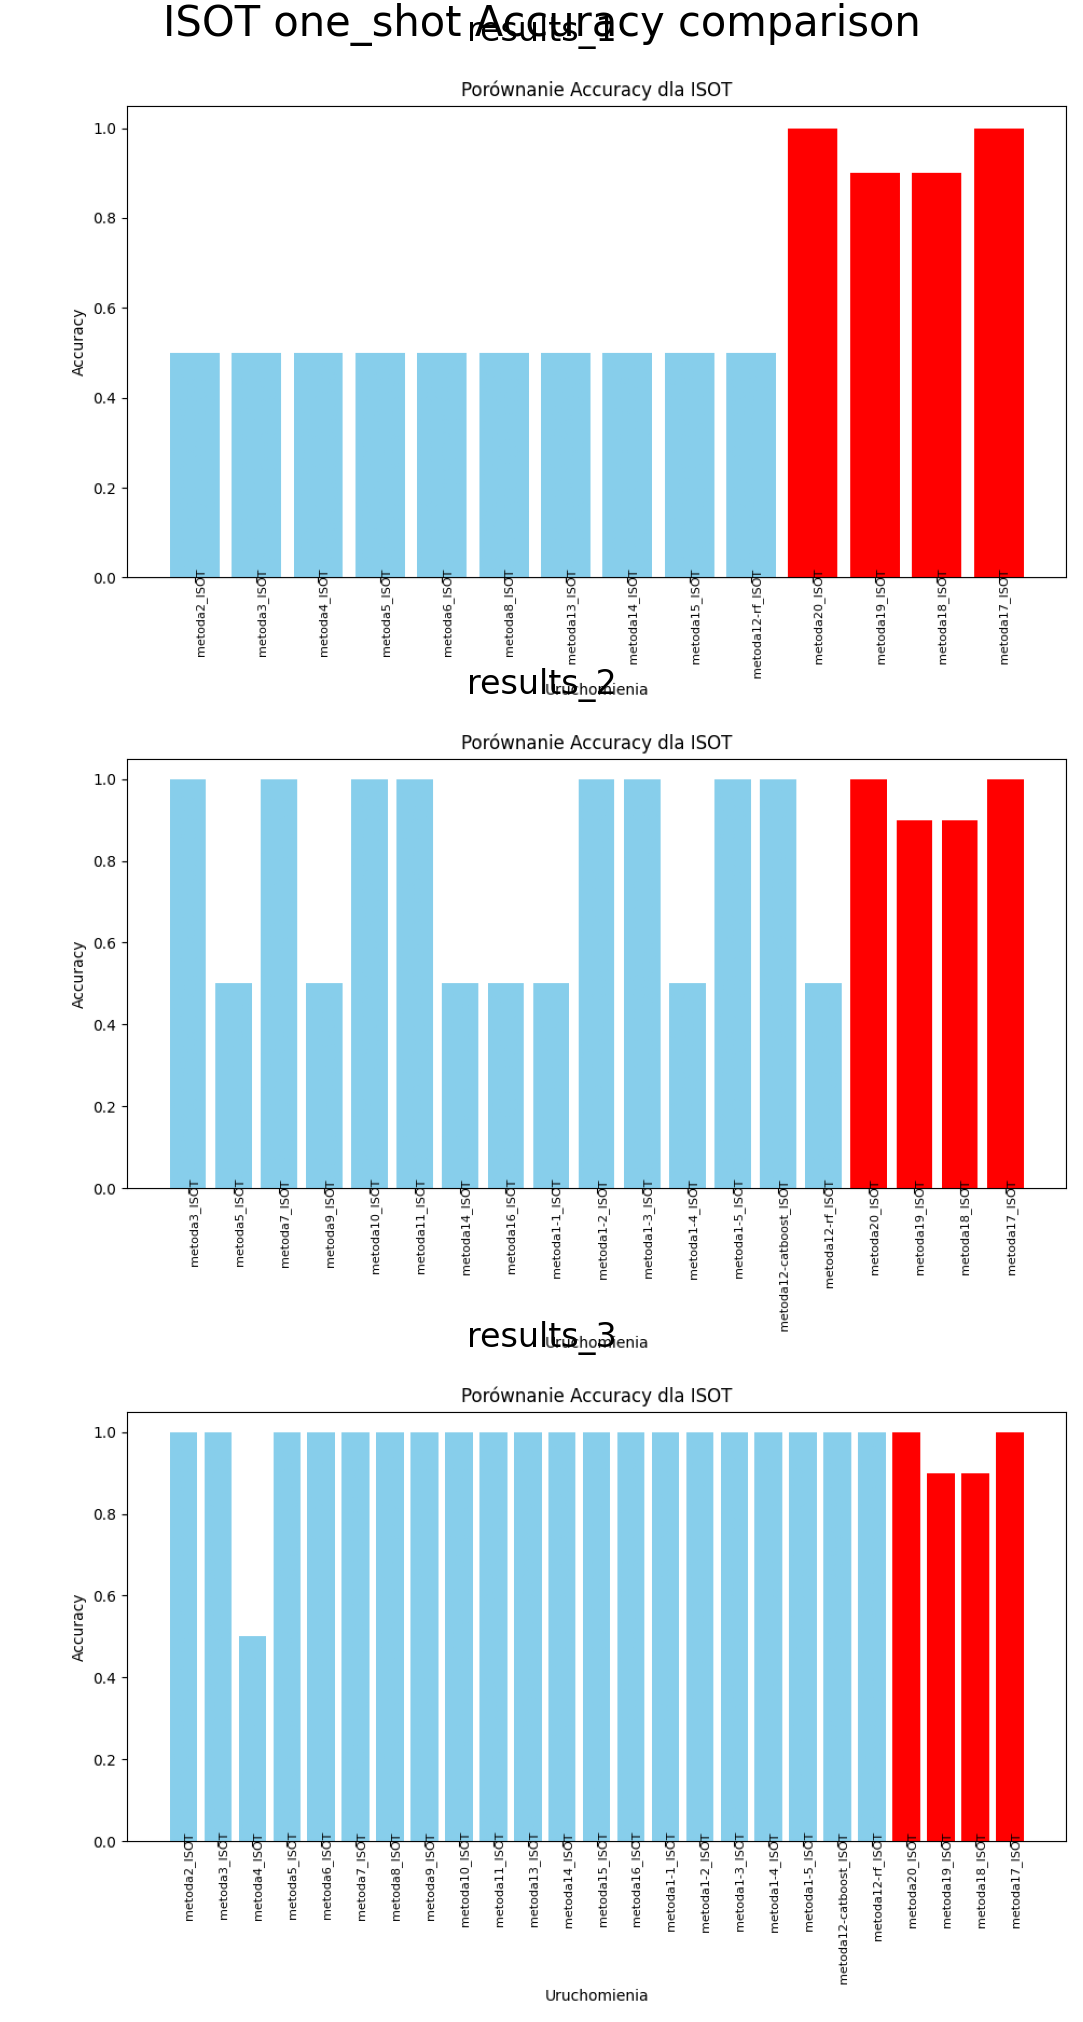 ISOT one_shot Accuracy comparison
results_1
Porównanie Accuracy dla ISOT
1.0
0.8
0.6
0.4
0.2
0.0
Accuracy
metoda2_ISOT
metoda3_ISOT
metoda4_ISOT
metoda5_ISOT
metoda6_ISOT
metoda8_ISOT
metoda13_ISOT
metoda14_ISOT
metoda15_ISOT
metoda12-rf_ISOT
metoda20_ISOT
metoda19_ISOT
metoda18_ISOT
metoda17_ISOT
Uruchomienia
results_2
Porównanie Accuracy dla ISOT
1.0
0.8
0.6
0.4
0.2
0.0
Accuracy
metoda3_ISOT
metoda5_ISOT
metoda7_ISOT
metoda9_ISOT
metoda10_ISOT
metoda11_ISOT
metoda14_ISOT
metoda16_ISOT
metoda1-1_ISOT
metoda1-2_ISOT
metoda1-3_ISOT
metoda1-4_ISOT
metoda1-5_ISOT
metoda12-catboost_ISOT
metoda12-rf_ISOT
metoda20_ISOT
metoda19_ISOT
metoda18_ISOT
metoda17_ISOT
Uruchomienia
results_3
Porównanie Accuracy dla ISOT
1.0
0.8
0.6
0.4
0.2
0.0
Accuracy
metoda2_ISOT
metoda3_ISOT
metoda4_ISOT
metoda5_ISOT
metoda6_ISOT
metoda7_ISOT
metoda8_ISOT
metoda9_ISOT
metoda10_ISOT
metoda11_ISOT
metoda13_ISOT
metoda14_ISOT
metoda15_ISOT
metoda16_ISOT
metoda1-1_ISOT
metoda1-2_ISOT
metoda1-3_ISOT
metoda1-4_ISOT
metoda1-5_ISOT
metoda12-catboost_ISOT
metoda12-rf_ISOT
metoda20_ISOT
metoda19_ISOT
metoda18_ISOT
metoda17_ISOT
Uruchomienia